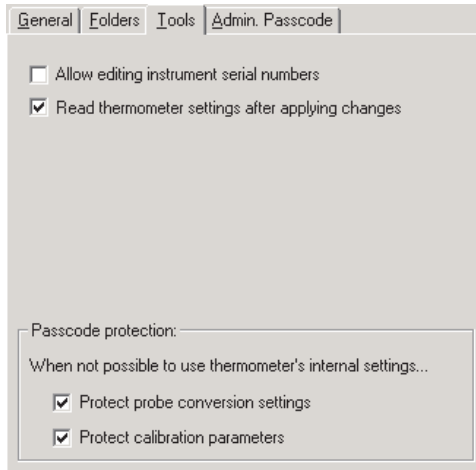 General Folders Tools Admin. Passcode
Allow editing instrument serial numbers
Read thermometer settings after applying changes
Passcode protection:
When not possible to use thermometer's internal settings...
Protect probe conversion settings
Protect calibration parameters